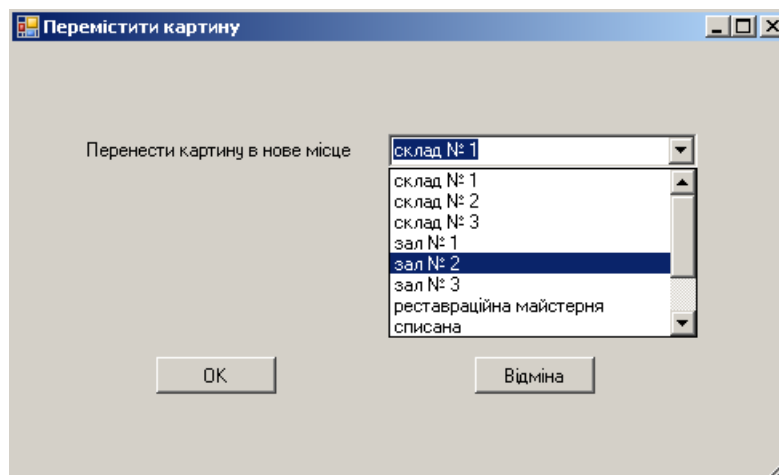 Перемістити картину
Перенести картину в нове місце
склад № 1
склад № 1
склад № 2
склад № 3
зал № 1
зал № 2
зал № 3
реставраційна майстерня
списана
OK
Відміна